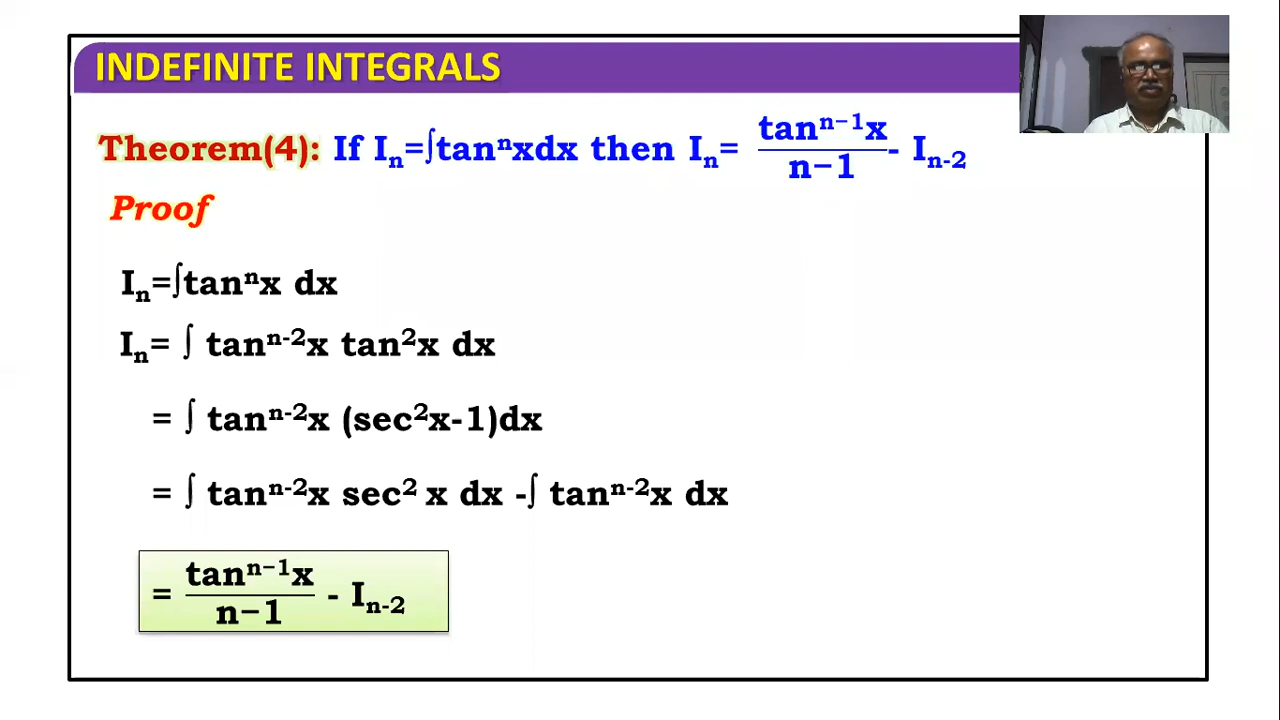 INDEFINITE INTEGRALS
Theorem(4): If Iₙ=∫tanⁿxdx then Iₙ= tanⁿ⁻¹x/n−1 - Iₙ₋₂
Proof
Iₙ=∫tanⁿx dx
Iₙ= ∫ tanⁿ⁻²x tan²x dx
= ∫ tanⁿ⁻²x (sec²x-1)dx
= ∫ tanⁿ⁻²x sec² x dx -∫ tanⁿ⁻²x dx
= tanⁿ⁻¹x/n−1 - Iₙ₋₂